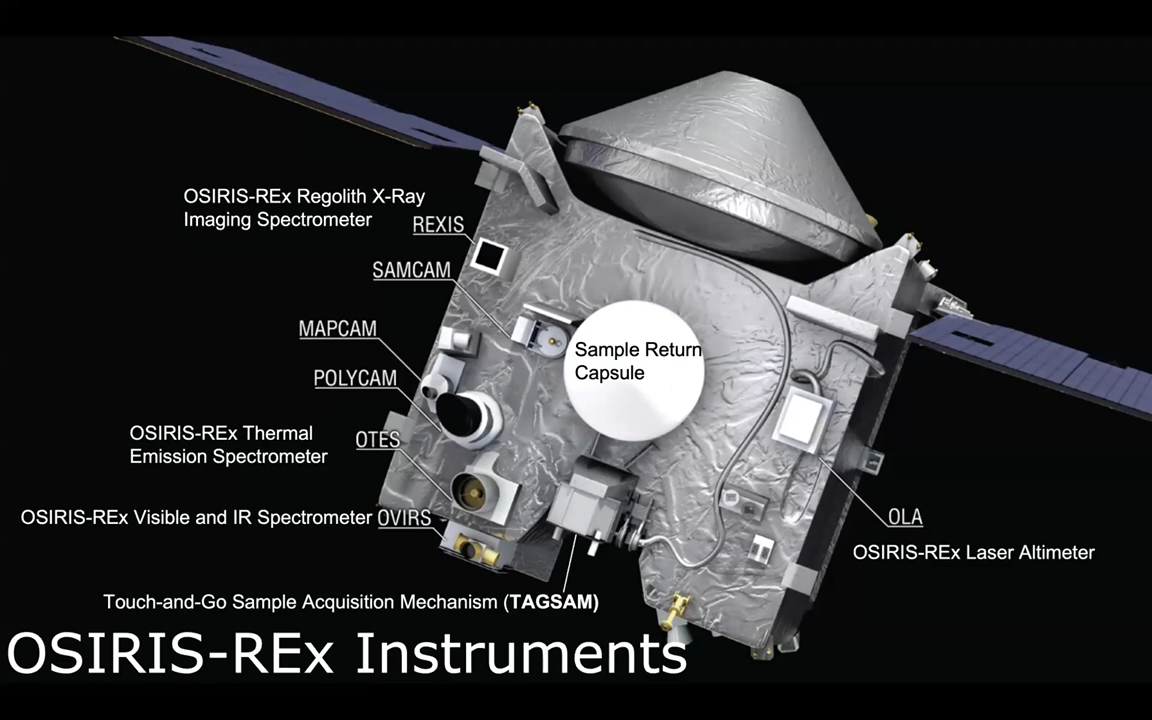 OSIRIS-REx Regolith X-Ray
Imaging Spectrometer
REXIS
SAMCAM
MAPCAM
Sample Return
Capsule
POLYCAM
OSIRIS-REx Thermal
Emission Spectrometer
OTES
OSIRIS-REx Visible and IR Spectrometer OVIRS
OLA
OSIRIS-REx Laser Altimeter
Touch-and-Go Sample Acquisition Mechanism (TAGSAM)
OSIRIS-REx Instruments